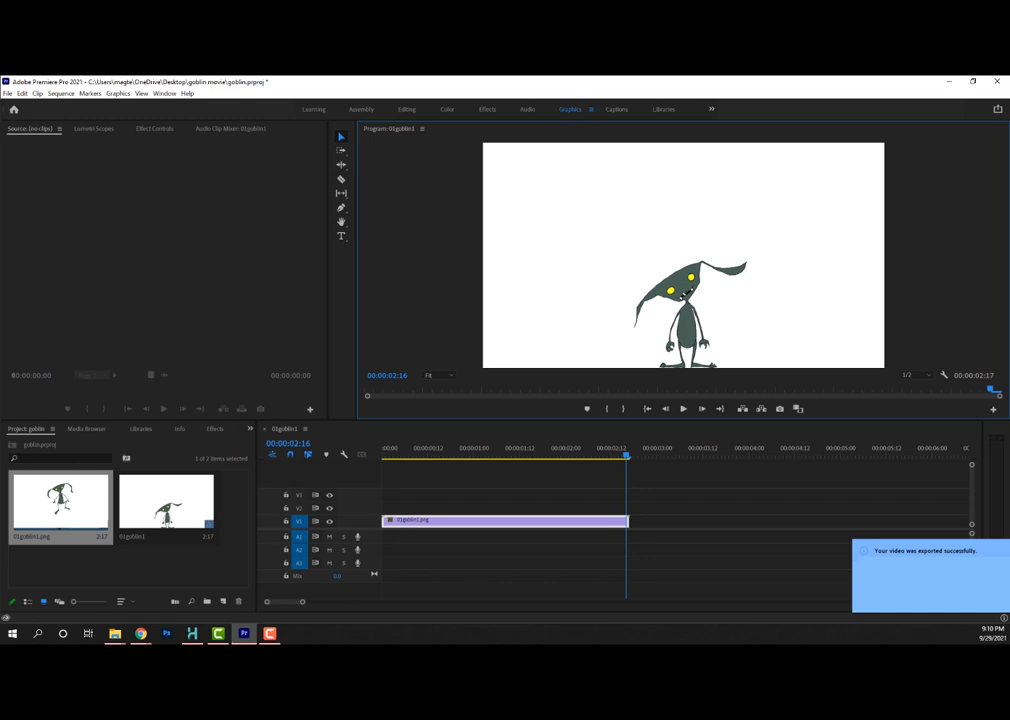 Adobe Premiere Pro 2021 - C:\Users\magte\OneDrive\Desktop\goblin movie\goblin.prproj *
File Edit Clip Sequence Markers Graphics View Window Help
Learning Assembly Editing Color Effects Audio Graphics Captions Libraries
Source: (no clips) Lumetri Scopes Effect Controls Audio Clip Mixer: 01goblin1
Program: 01goblin1
T
00:00:00:00 00:00:00:00
00:00:02:16 Fit 1/2 00:00:02:17
Project: goblin Media Browser Libraries Info Effects
goblin.prproj
1 of 2 items selected
01goblin1.png 2:17
01goblin1 2:17
01goblin1
00:00:02:16
:00:00 00:00:00:12 00:00:01:00 00:00:01:12 00:00:02:00 00:00:02:12 00:00:03:00 00:00:03:12 00:00:04:00 00:00:04:12 00:00:05:00 00:00:05:12 00:00:06:00
V3
V2
V1 01goblin1.png
A1 M S
A2 M S
A3 M S
Mix 0.0
Your video was exported successfully.
Ps H C Pr C
9:10 PM
9/29/2021